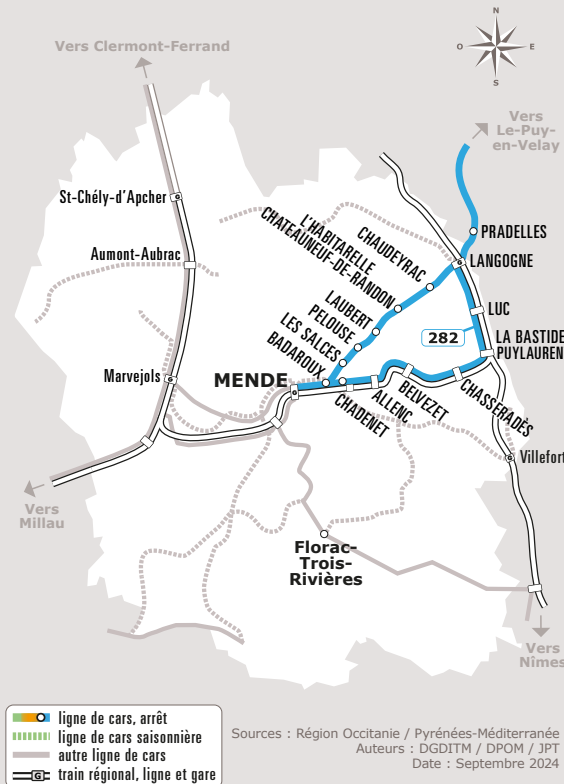 N
O
E
S
Vers Clermont-Ferrand
Vers
Le-Puy-
en-Velay
St-Chély-d'Apcher
PRADELLES
CHAUDEYRAC
L'HABITARELLE
CHATEAUNEUF-DE-RANDON
LANGOGNE
Aumont-Aubrac
LAUBERT
PELOUSE
LES SALCES
BADAROUX
LUC
282
LA BASTIDE
PUYLAUREN
Marvejols
MENDE
CHADENET
ALLENC
BELVEZET
CHASSERADÈS
Villefort
Vers
Millau
Florac-
Trois-
Rivières
Vers
Nîmes
ligne de cars, arrêt
ligne de cars saisonnière
autre ligne de cars
G train régional, ligne et gare
Sources : Région Occitanie / Pyrénées-Méditerranée
Auteurs : DGDITM / DPOM / JPT
Date : Septembre 2024